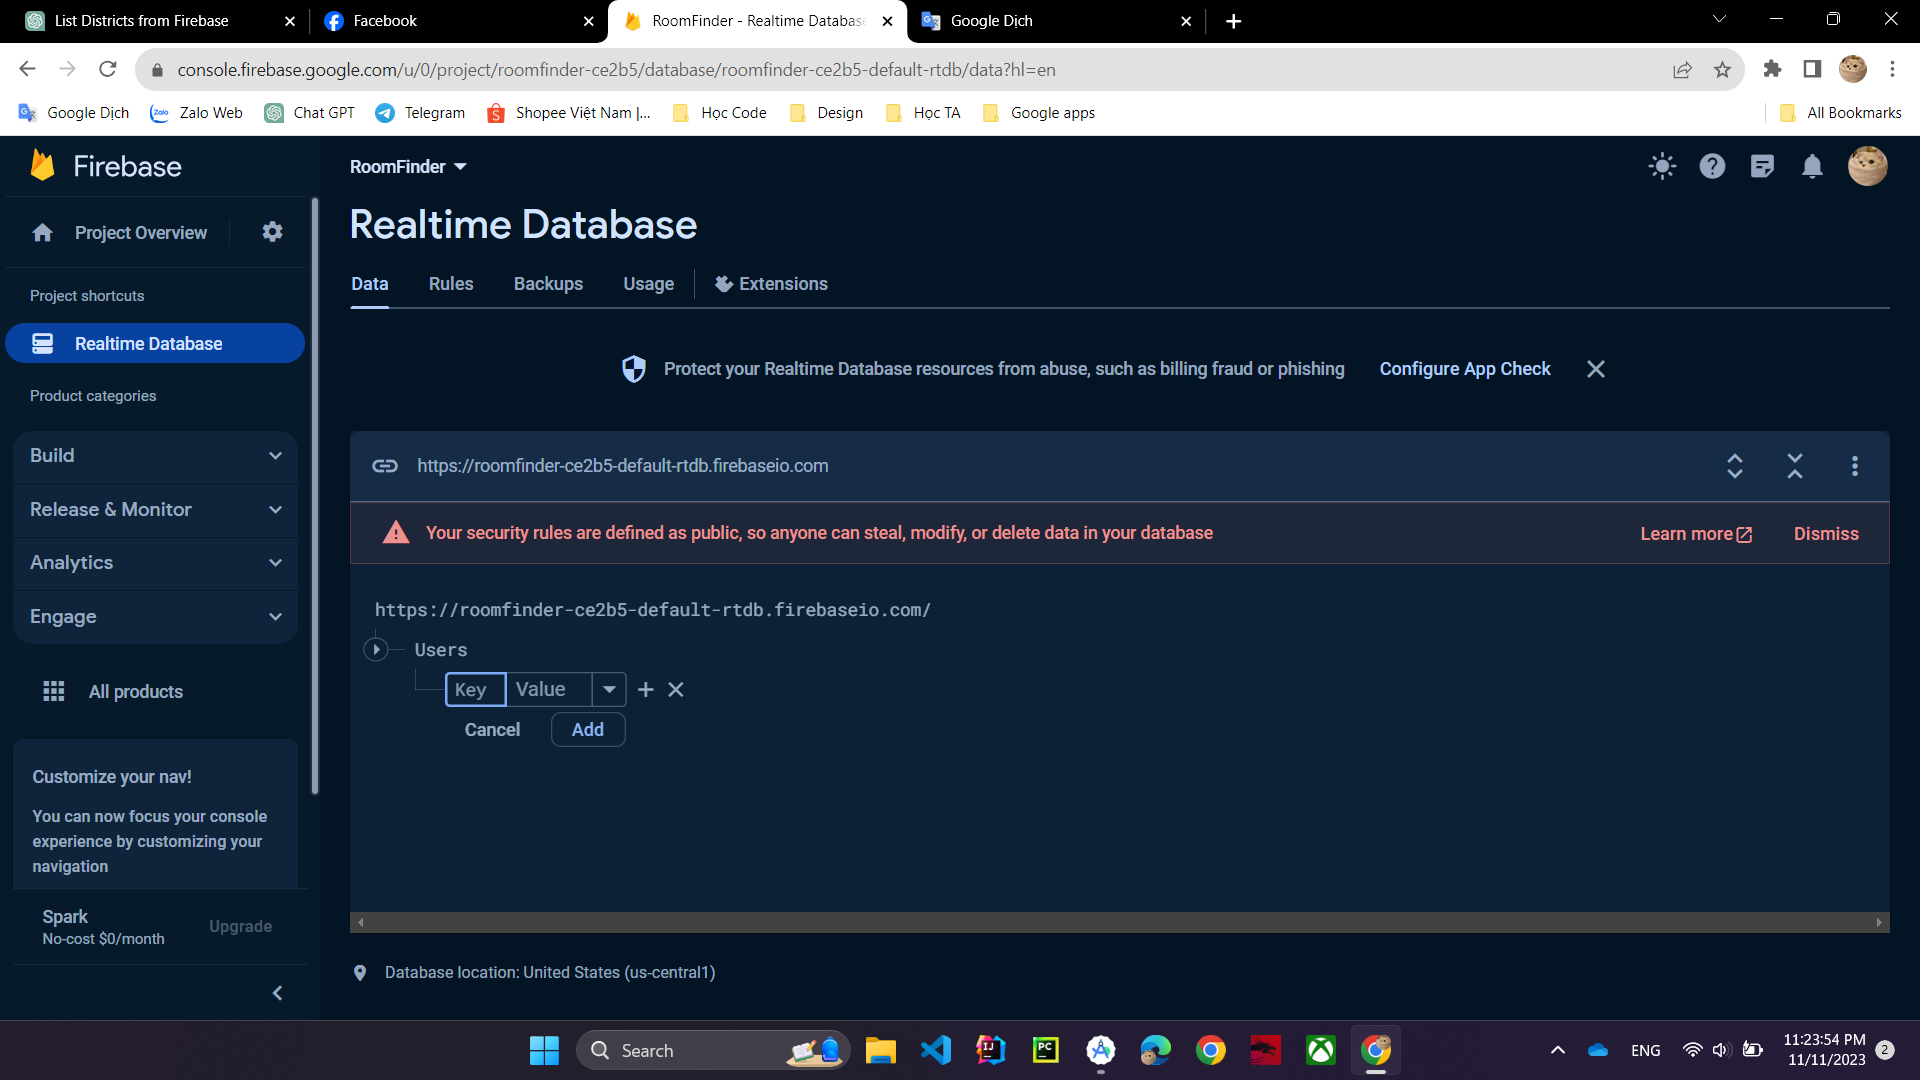 List Districts from Firebase
Facebook
RoomFinder - Realtime Database
Google Dịch
console.firebase.google.com/u/0/project/roomfinder-ce2b5/database/roomfinder-ce2b5-default-rtdb/data?hl=en
Google Dịch
Zalo Web
Chat GPT
Telegram
Shopee Việt Nam |...
Học Code
Design
Học TA
Google apps
All Bookmarks
Firebase
RoomFinder
Project Overview
Realtime Database
Data
Rules
Backups
Usage
Extensions
Project shortcuts
Realtime Database
Product categories
Build
Release & Monitor
Analytics
Engage
All products
Customize your nav!
You can now focus your console
experience by customizing your
navigation
Spark
No-cost $0/month
Upgrade
Protect your Realtime Database resources from abuse, such as billing fraud or phishing
Configure App Check
https://roomfinder-ce2b5-default-rtdb.firebaseio.com
Your security rules are defined as public, so anyone can steal, modify, or delete data in your database
Learn more
Dismiss
https://roomfinder-ce2b5-default-rtdb.firebaseio.com/
Users
Key
Value
Cancel
Add
Database location: United States (us-central1)
Search
ENG
11:23:54 PM
11/11/2023
2